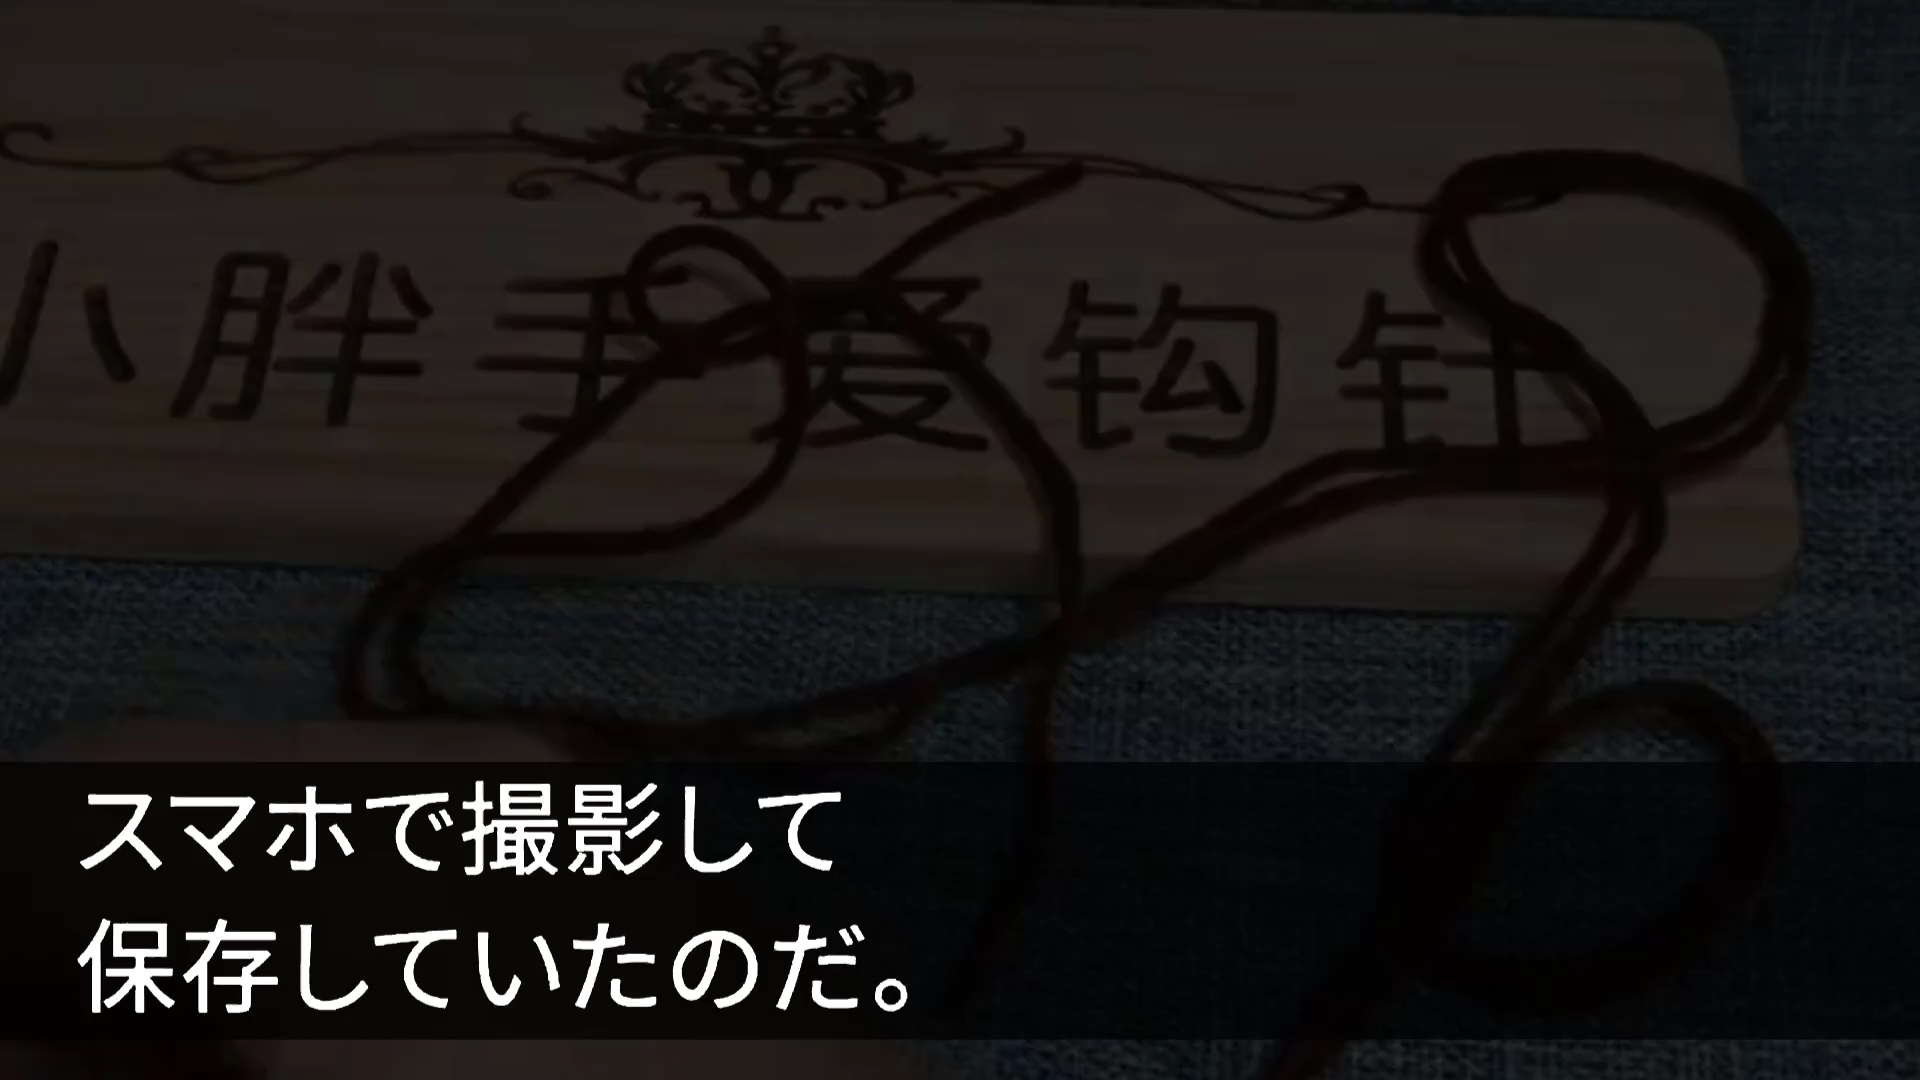 小胖手爱钩针
スマホで撮影して
保存していたのだ。